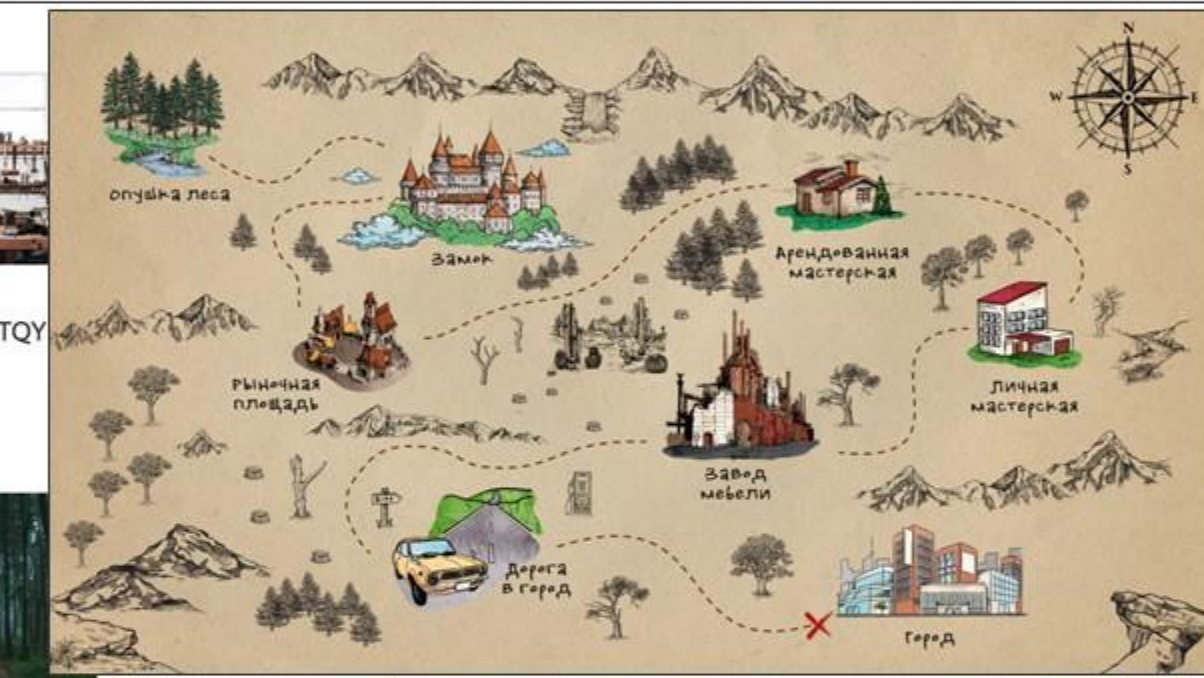 N
W
E
S
опушка леса
Замок
Арендованная
мастерская
TQY
Рыночная
площадь
Личная
мастерская
Завод
мебели
Дорога
в город
Город